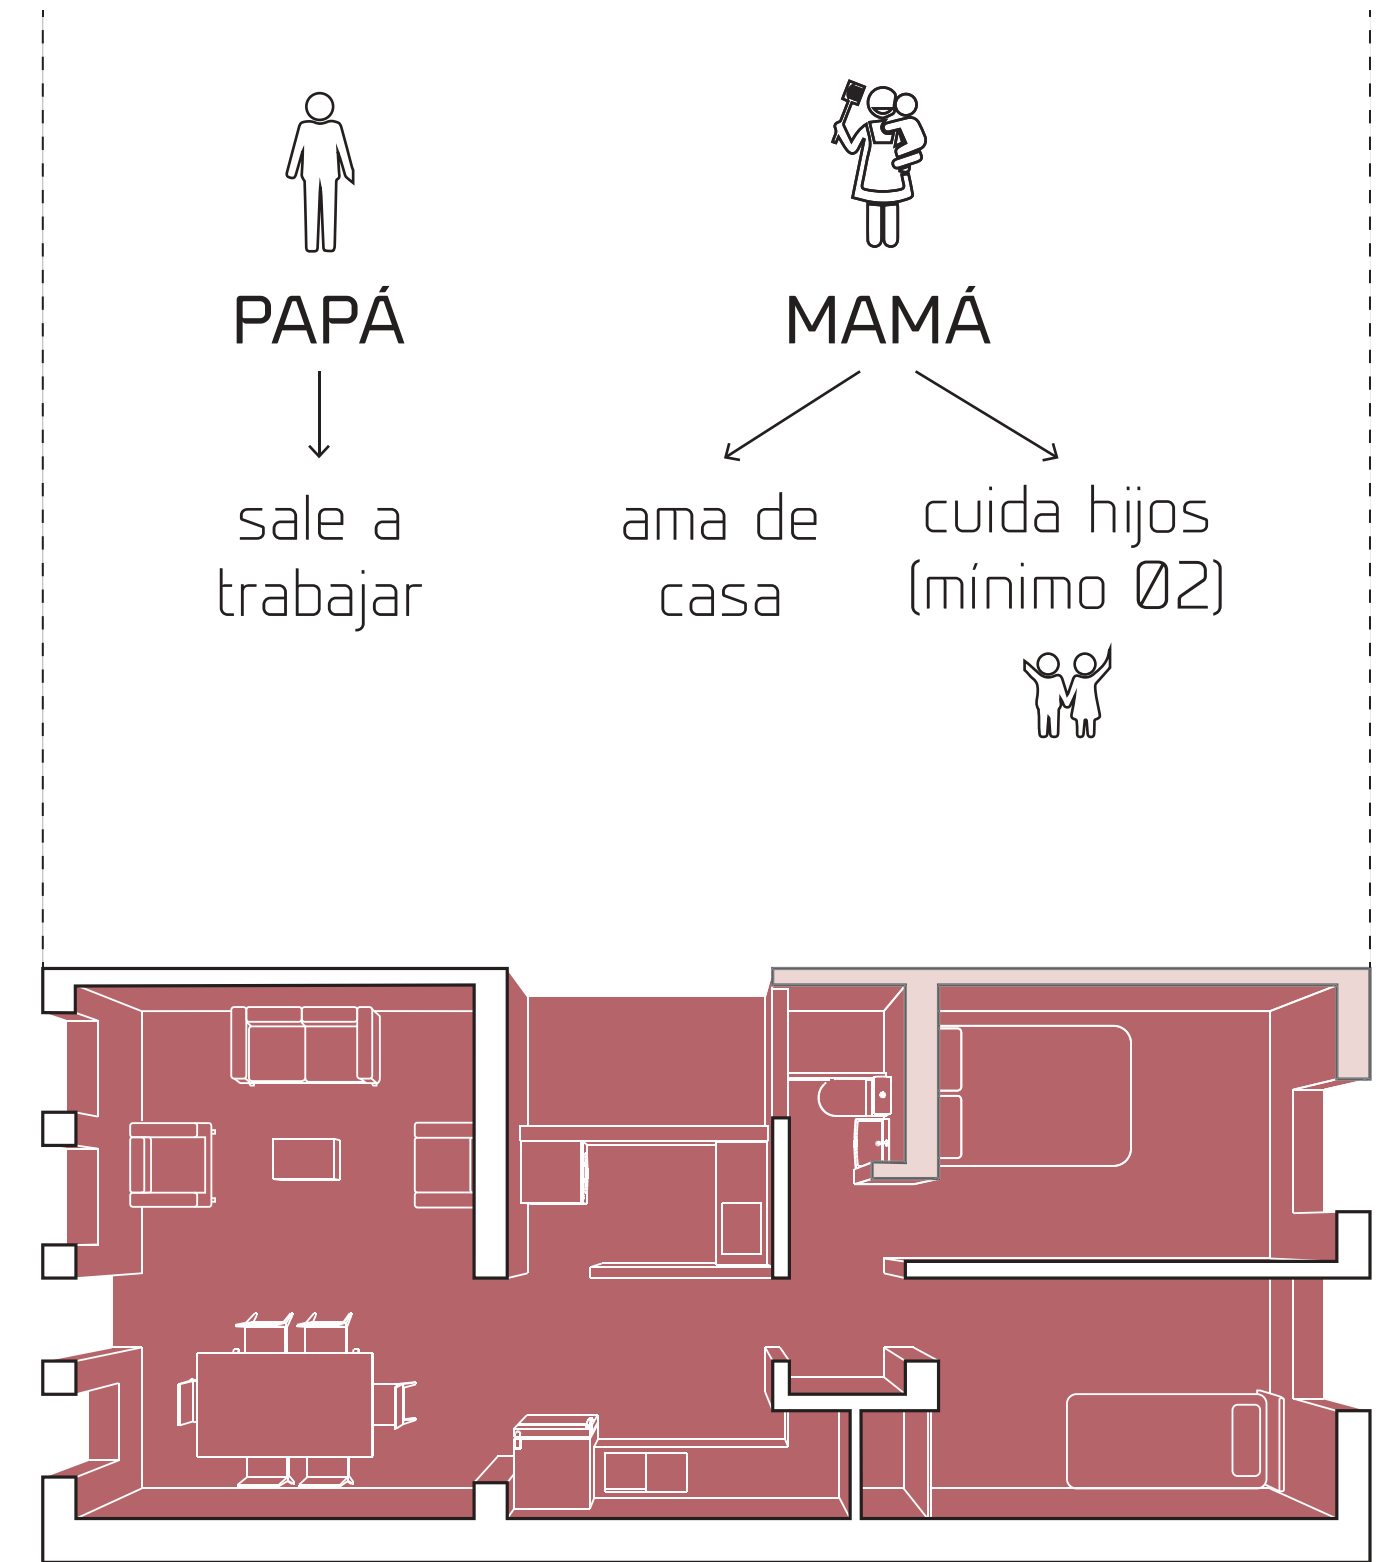 PAPÁ
MAMÁ
sale a
trabajar
ama de
casa
cuida hijos
(mínimo 02)